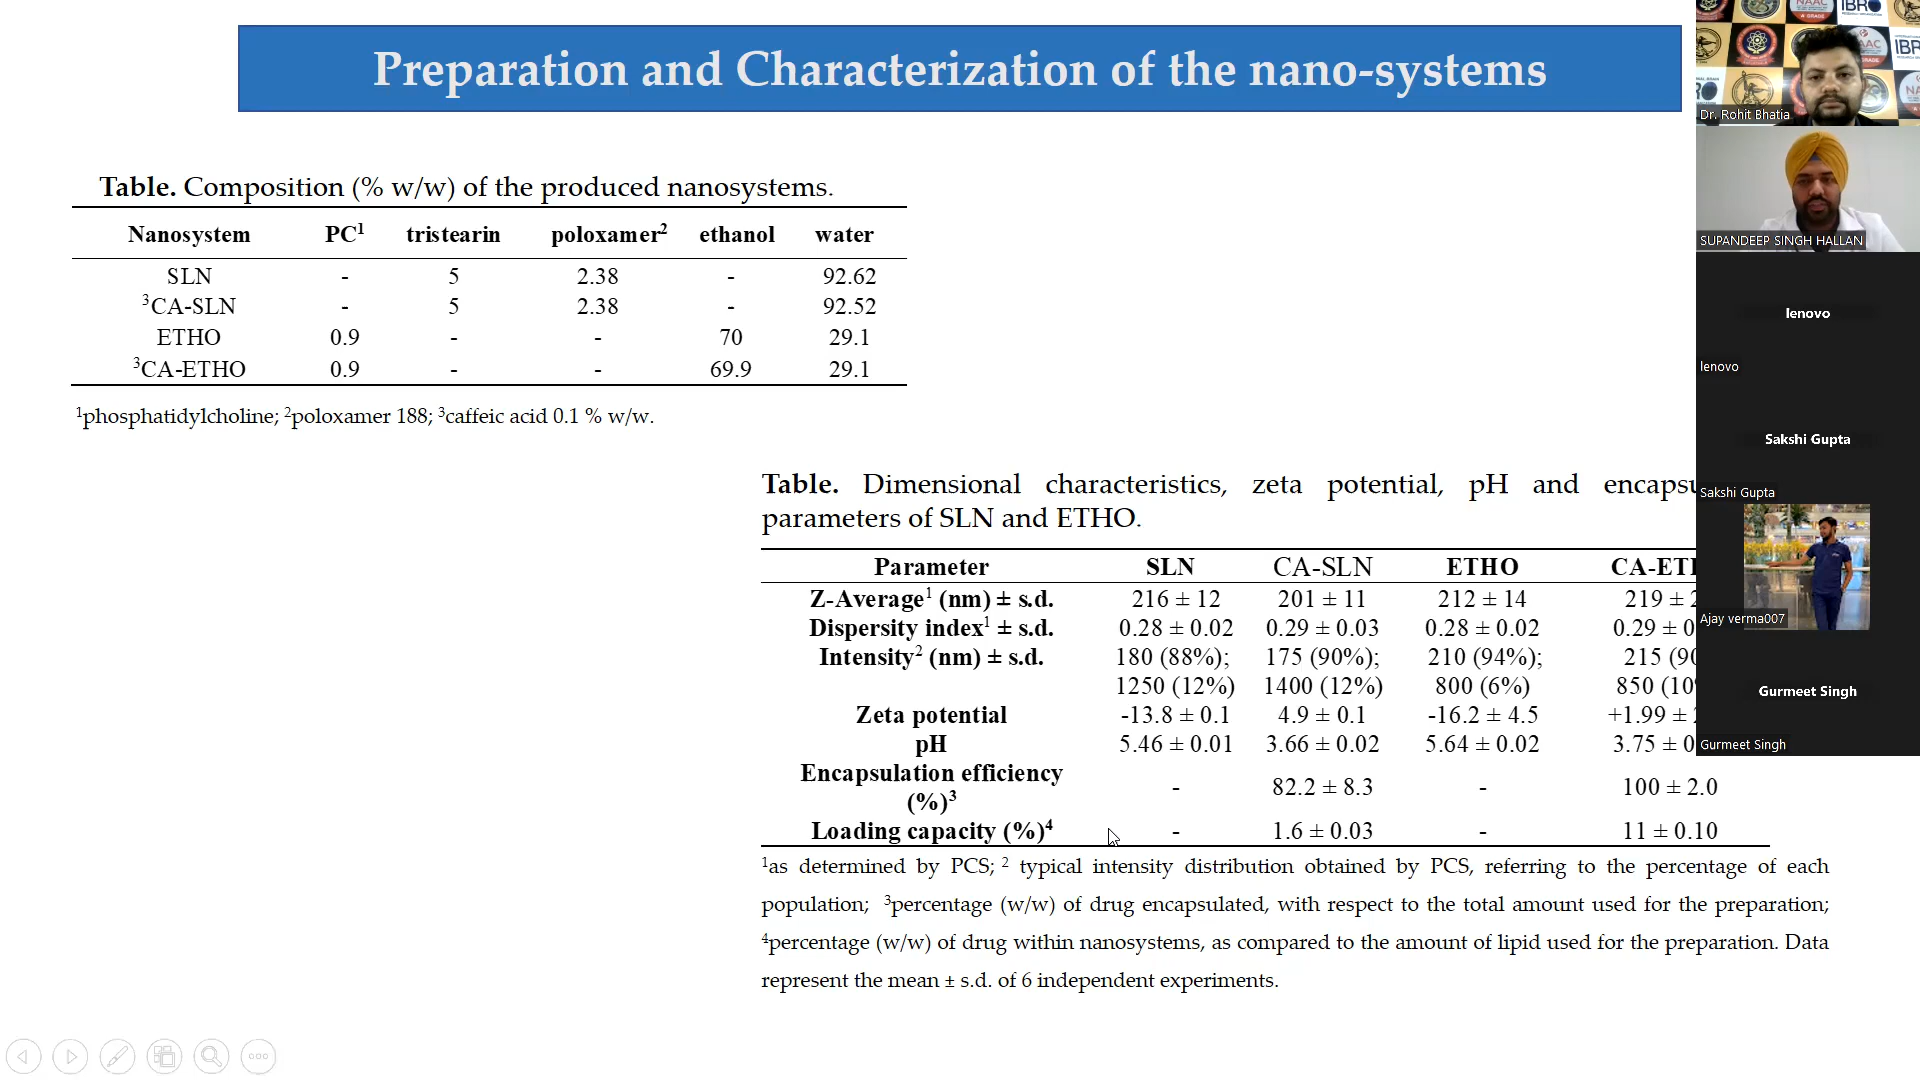 Preparation and Characterization of the nano-systems
Table. Composition (% w/w) of the produced nanosystems.
Nanosystem PC1 tristearin poloxamer2 ethanol water
SLN - 5 2.38 - 92.62
3CA-SLN - 5 2.38 - 92.52
ETHO 0.9 - - 70 29.1
3CA-ETHO 0.9 - - 69.9 29.1
1phosphatidylcholine; 2poloxamer 188; 3caffeic acid 0.1 % w/w.
Table. Dimensional characteristics, zeta potential, pH and
parameters of SLN and ETHO.
Parameter SLN CA-SLN ETHO
Z-Average1 (nm) ± s.d. 216 ± 12 201 ± 11 212 ± 14 219 ±
Dispersity index1 ± s.d. 0.28 ± 0.02 0.29 ± 0.03 0.28 ± 0.02 0.29 ±
Intensity2 (nm) ± s.d. 180 (88%); 175 (90%); 210 (94%); 215
1250 (12%) 1400 (12%) 800 (6%) 850
Zeta potential -13.8 ± 0.1 4.9 ± 0.1 -16.2 ± 4.5 +1.99 ±
pH 5.46 ± 0.01 3.66 ± 0.02 5.64 ± 0.02 3.75 ±
Encapsulation efficiency
(%)3 - 82.2 ± 8.3 - 100 ± 2.0
Loading capacity (%)4 - 1.6 ± 0.03 - 11 ± 0.10
1as determined by PCS; 2 typical intensity distribution obtained by PCS, referring to the percentage of each
population; 3percentage (w/w) of drug encapsulated, with respect to the total amount used for the preparation;
4percentage (w/w) of drug within nanosystems, as compared to the amount of lipid used for the preparation. Data
represent the mean ± s.d. of 6 independent experiments.
NAAC
A GRADE
IBRO
Dr. Rohit Bhatia
SUPANDEEP SINGH HALLAN
lenovo
lenovo
Sakshi Gupta
Sakshi Gupta
Ajay verma007
Gurmeet Singh
Gurmeet Singh